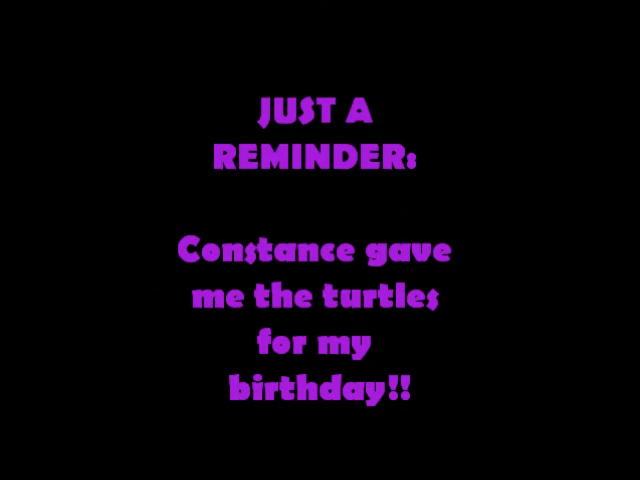 JUST A
REMINDER:
Constance gave
me the turtles
for my
birthday!!